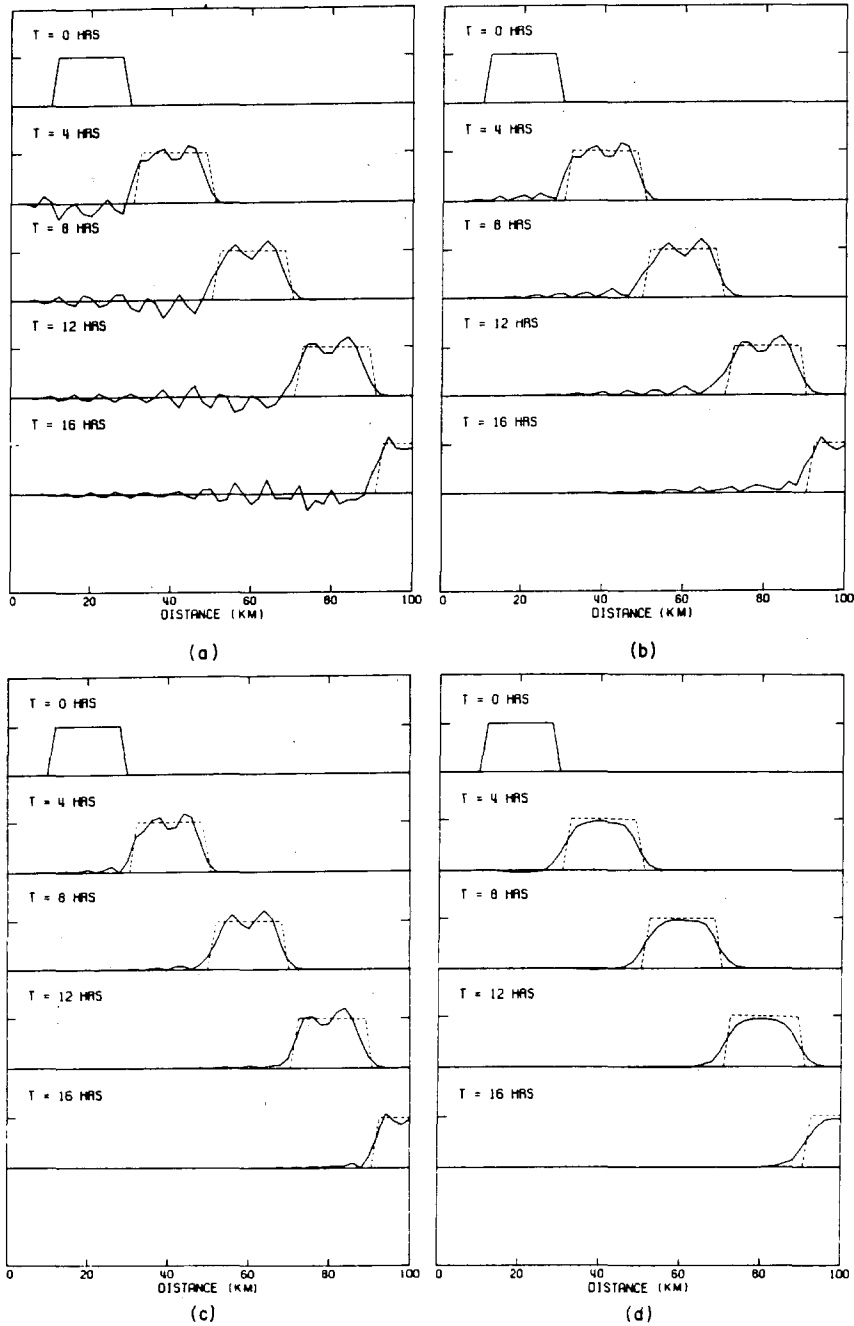 T = 0 HRS
T = 4 HRS
T = 8 HRS
T = 12 HRS
T = 16 HRS
0 20 40 60 80 100
DISTANCE (KM)
(a)
T = 0 HRS
T = 4 HRS
T = 8 HRS
T = 12 HRS
T = 16 HRS
0 20 40 60 80 100
DISTANCE (KM)
(b)
T = 0 HRS
T = 4 HRS
T = 8 HRS
T = 12 HRS
T = 16 HRS
0 20 40 60 80 100
DISTANCE (KM)
(c)
T = 0 HRS
T = 4 HRS
T = 8 HRS
T = 12 HRS
T = 16 HRS
0 20 40 60 80 100
DISTANCE (KM)
(d)